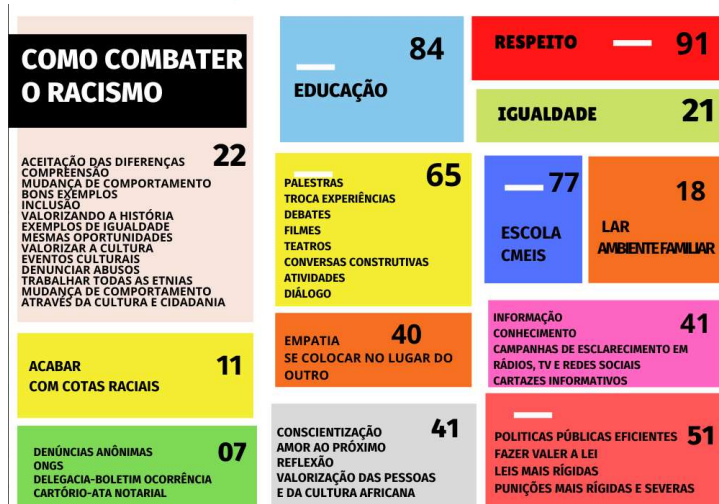 COMO COMBATER
O RACISMO
22
ACEITAÇÃO DAS DIFERENÇAS
COMPREENSÃO
MUDANÇA DE COMPORTAMENTO
BONS EXEMPLOS
INCLUSÃO
VALORIZANDO A HISTÓRIA
EXEMPLOS DE IGUALDADE
MESMAS OPORTUNIDADES
VALORIZAR A CULTURA
EVENTOS CULTURAIS
DENUNCIAR ABUSOS
TRABALHAR TODAS AS ETNIAS
MUDANÇA DE COMPORTAMENTO
ATRAVÉS DA CULTURA E CIDADANIA
ACABAR 11
COM COTAS RACIAIS
DENÚNCIAS ANÔNIMAS 07
ONGS
DELEGACIA-BOLETIM OCORRÊNCIA
CARTÓRIO-ATA NOTARIAL
84
EDUCAÇÃO
65
PALESTRAS
TROCA EXPERIÊNCIAS
DEBATES
FILMES
TEATROS
CONVERSAS CONSTRUTIVAS
ATIVIDADES
DIÁLOGO
EMPATIA 40
SE COLOCAR NO LUGAR DO
OUTRO
CONSCIENTIZAÇÃO 41
AMOR AO PRÓXIMO
REFLEXÃO
VALORIZAÇÃO DAS PESSOAS
E DA CULTURA AFRICANA
RESPEITO 91
IGUALDADE 21
77
ESCOLA
CMEIS
18
LAR
AMBIENTE FAMILIAR
INFORMAÇÃO 41
CONHECIMENTO
CAMPANHAS DE ESCLARECIMENTO EM
RÁDIOS, TV E REDES SOCIAIS
CARTAZES INFORMATIVOS
POLITICAS PÚBLICAS EFICIENTES 51
FAZER VALER A LEI
LEIS MAIS RÍGIDAS
PUNIÇÕES MAIS RÍGIDAS E SEVERAS